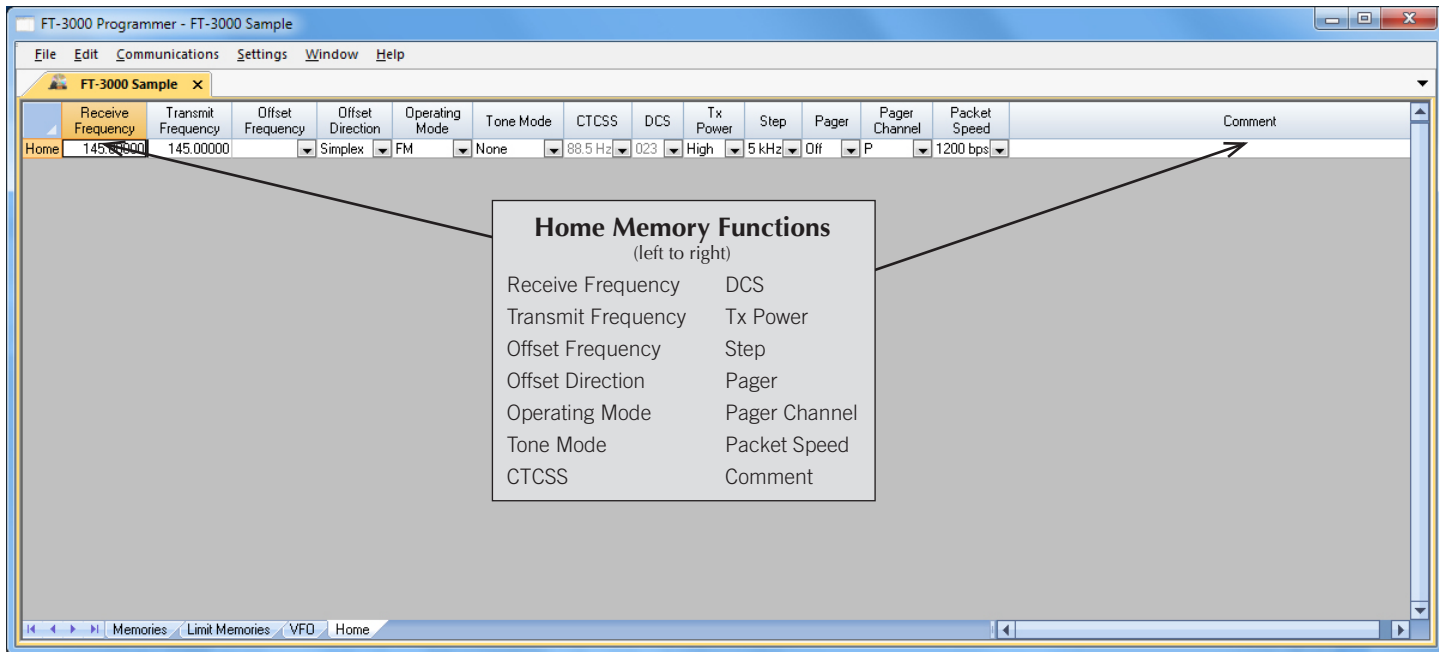 FT-3000 Programmer - FT-3000 Sample
File Edit Communications Settings Window Help
FT-3000 Sample X
Receive Frequency Transmit Frequency Offset Frequency Offset Direction Operating Mode Tone Mode CTCSS DCS Tx Power Step Pager Pager Channel Packet Speed Comment
Home 145.00000 145.00000 Simplex FM None 88.5 Hz 023 High 5 kHz Off P 1200 bps
Home Memory Functions
(left to right)
Receive Frequency DCS
Transmit Frequency Tx Power
Offset Frequency Step
Offset Direction Pager
Operating Mode Pager Channel
Tone Mode Packet Speed
CTCSS Comment
Memories Limit Memories VFO Home